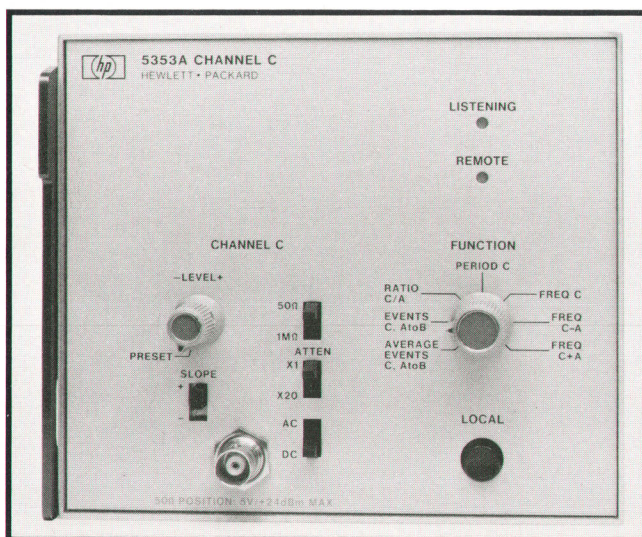 hp
5353A CHANNEL C
HEWLETT • PACKARD
LISTENING
REMOTE
CHANNEL C
-LEVEL+
PRESET
SLOPE
+
-
50Ω
1MΩ
ATTEN
X1
X20
AC
DC
50Ω POSITION: 5V/+24dBm MAX
FUNCTION
PERIOD C
RATIO
C/A
EVENTS
C, AtoB
AVERAGE
EVENTS
C, AtoB
FREQ C
FREQ
C–A
FREQ
C+A
LOCAL